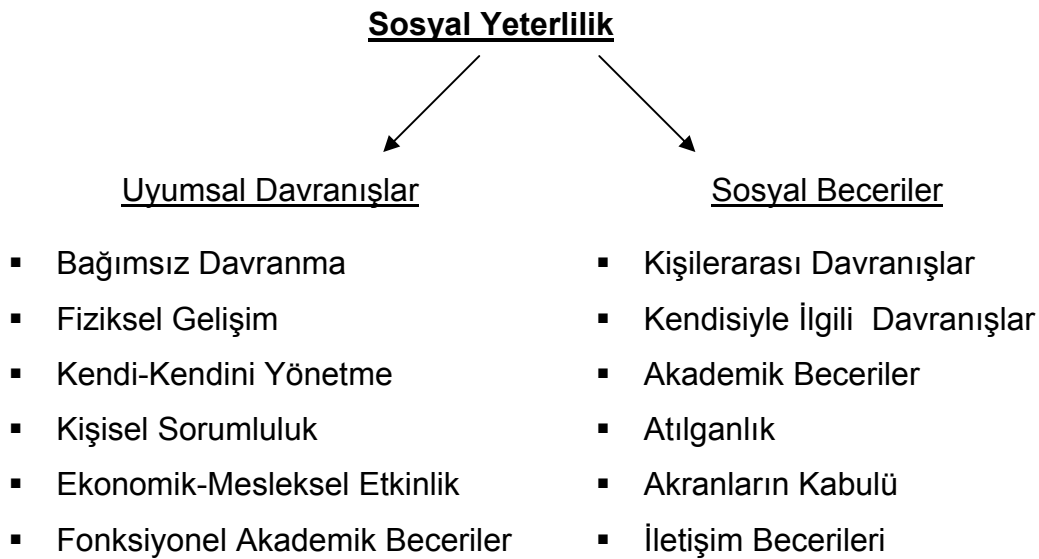 Sosyal Yeterlilik
Uyumsal Davranışlar
▪ Bağımsız Davranma
▪ Fiziksel Gelişim
▪ Kendi-Kendini Yönetme
▪ Kişisel Sorumluluk
▪ Ekonomik-Mesleksel Etkinlik
▪ Fonksiyonel Akademik Beceriler
Sosyal Beceriler
▪ Kişilerarası Davranışlar
▪ Kendisiyle İlgili Davranışlar
▪ Akademik Beceriler
▪ Atılganlık
▪ Akranların Kabulü
▪ İletişim Becerileri